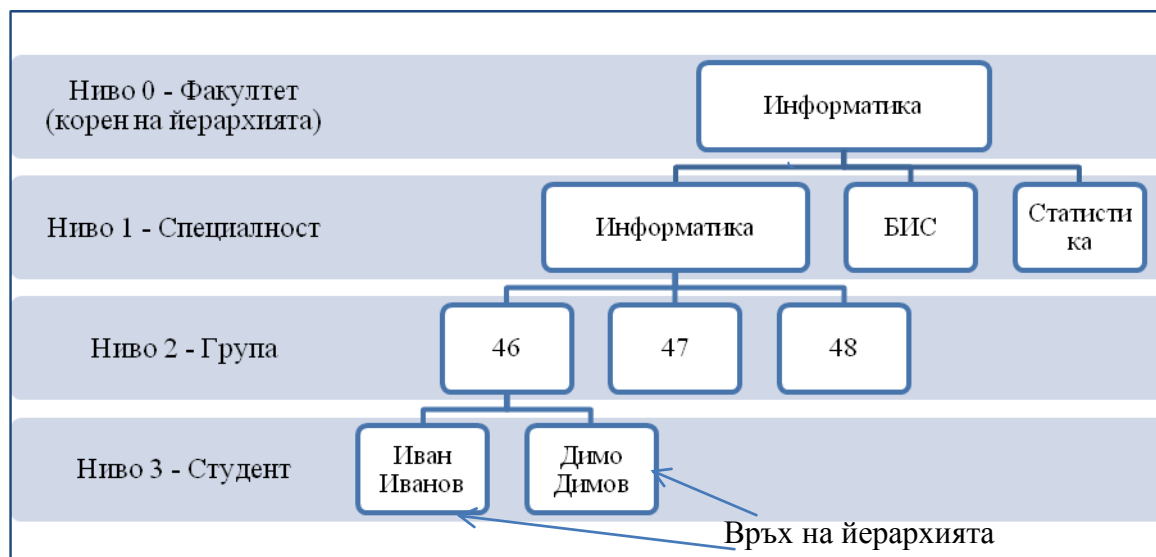 Ниво 0 - Факултет
(корен на йерархията)
Информатика
Ниво 1 - Специалност
Информатика
БИС
Статисти
ка
Ниво 2 - Група
46
47
48
Ниво 3 - Студент
Иван
Иванов
Димо
Димов
Връх на йерархията